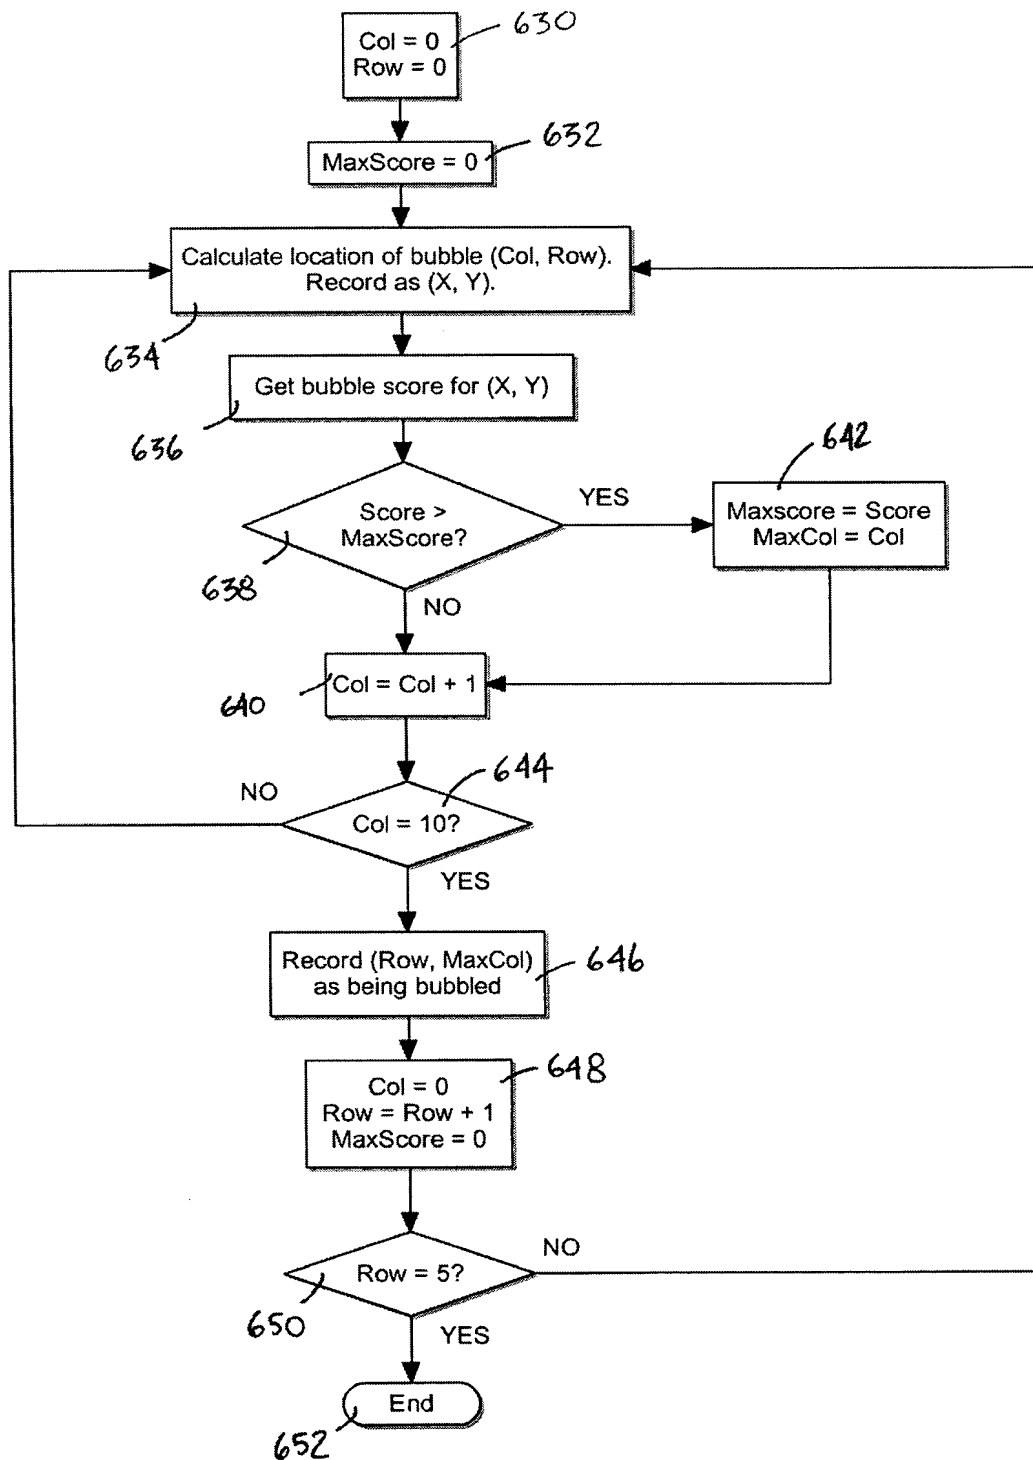 Col = 0
Row = 0
630
MaxScore = 0
632
Calculate location of bubble (Col, Row).
Record as (X, Y).
634
Get bubble score for (X, Y)
636
Score >
MaxScore?
638
YES
NO
642
Maxscore = Score
MaxCol = Col
Col = Col + 1
640
644
Col = 10?
NO
YES
Record (Row, MaxCol)
as being bubbled
646
Col = 0
Row = Row + 1
MaxScore = 0
648
Row = 5?
NO
650
YES
End
652